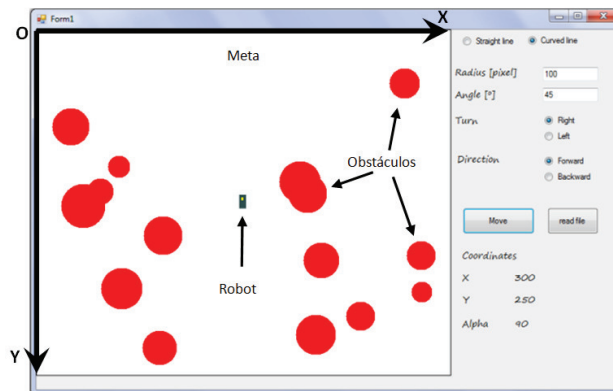 Form1
O
X
Meta
Obstáculos
Robot
Y
Straight line
Curved line
Radius [pixel]
100
Angle [°]
45
Turn
Right
Left
Direction
Forward
Backward
Move
read file
Coordinates
X 300
Y 250
Alpha 90